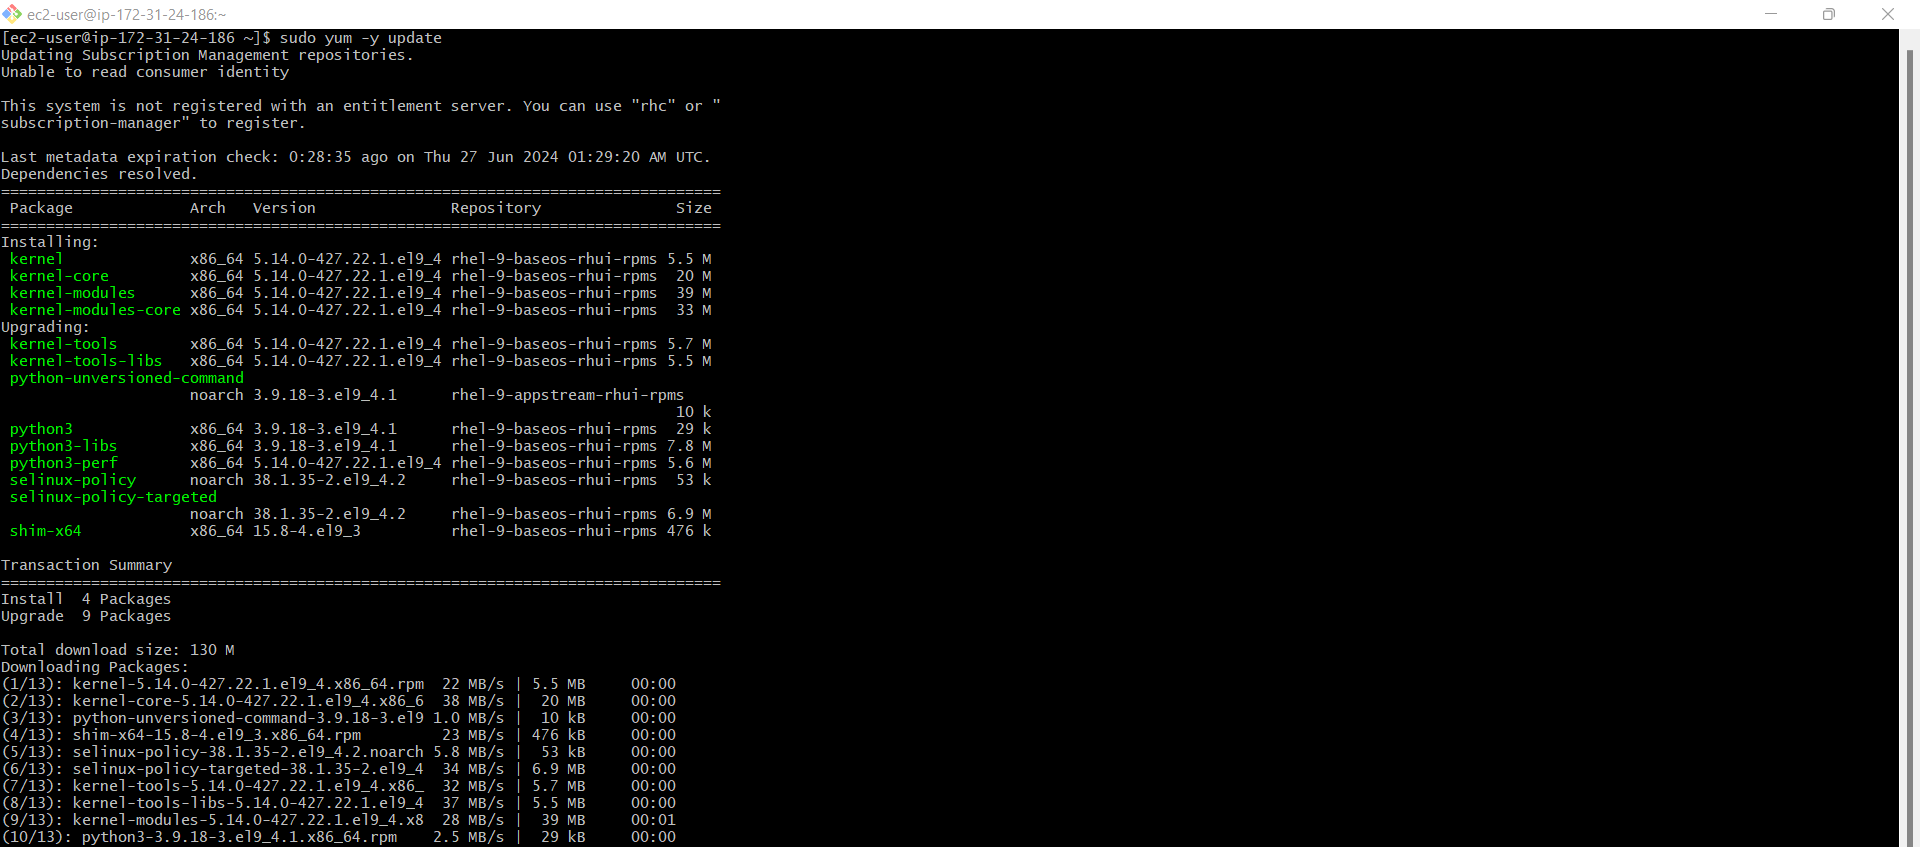 ec2-user@ip-172-31-24-186:~
[ec2-user@ip-172-31-24-186 ~]$ sudo yum -y update
Updating Subscription Management repositories.
Unable to read consumer identity
This system is not registered with an entitlement server. You can use "rhc" or "
subscription-manager" to register.
Last metadata expiration check: 0:28:35 ago on Thu 27 Jun 2024 01:29:20 AM UTC.
Dependencies resolved.
================================================================================
 Package             Arch   Version               Repository               Size
================================================================================
Installing:
 kernel              x86_64 5.14.0-427.22.1.el9_4 rhel-9-baseos-rhui-rpms 5.5 M
 kernel-core         x86_64 5.14.0-427.22.1.el9_4 rhel-9-baseos-rhui-rpms  20 M
 kernel-modules      x86_64 5.14.0-427.22.1.el9_4 rhel-9-baseos-rhui-rpms  39 M
 kernel-modules-core x86_64 5.14.0-427.22.1.el9_4 rhel-9-baseos-rhui-rpms  33 M
Upgrading:
 kernel-tools        x86_64 5.14.0-427.22.1.el9_4 rhel-9-baseos-rhui-rpms 5.7 M
 kernel-tools-libs   x86_64 5.14.0-427.22.1.el9_4 rhel-9-baseos-rhui-rpms 5.5 M
 python-unversioned-command
                     noarch 3.9.18-3.el9_4.1      rhel-9-appstream-rhui-rpms
                                                                           10 k
 python3             x86_64 3.9.18-3.el9_4.1      rhel-9-baseos-rhui-rpms  29 k
 python3-libs        x86_64 3.9.18-3.el9_4.1      rhel-9-baseos-rhui-rpms 7.8 M
 python3-perf        x86_64 5.14.0-427.22.1.el9_4 rhel-9-baseos-rhui-rpms 5.6 M
 selinux-policy      noarch 38.1.35-2.el9_4.2     rhel-9-baseos-rhui-rpms  53 k
 selinux-policy-targeted
                     noarch 38.1.35-2.el9_4.2     rhel-9-baseos-rhui-rpms 6.9 M
 shim-x64            x86_64 15.8-4.el9_3          rhel-9-baseos-rhui-rpms 476 k
Transaction Summary
================================================================================
Install  4 Packages
Upgrade  9 Packages
Total download size: 130 M
Downloading Packages:
(1/13): kernel-5.14.0-427.22.1.el9_4.x86_64.rpm  22 MB/s | 5.5 MB     00:00
(2/13): kernel-core-5.14.0-427.22.1.el9_4.x86_6  38 MB/s |  20 MB     00:00
(3/13): python-unversioned-command-3.9.18-3.el9 1.0 MB/s |  10 kB     00:00
(4/13): shim-x64-15.8-4.el9_3.x86_64.rpm         23 MB/s | 476 kB     00:00
(5/13): selinux-policy-38.1.35-2.el9_4.2.noarch 5.8 MB/s |  53 kB     00:00
(6/13): selinux-policy-targeted-38.1.35-2.el9_4  34 MB/s | 6.9 MB     00:00
(7/13): kernel-tools-5.14.0-427.22.1.el9_4.x86_  32 MB/s | 5.7 MB     00:00
(8/13): kernel-tools-libs-5.14.0-427.22.1.el9_4  37 MB/s | 5.5 MB     00:00
(9/13): kernel-modules-5.14.0-427.22.1.el9_4.x8  28 MB/s |  39 MB     00:01
(10/13): python3-3.9.18-3.el9_4.1.x86_64.rpm    2.5 MB/s |  29 kB     00:00